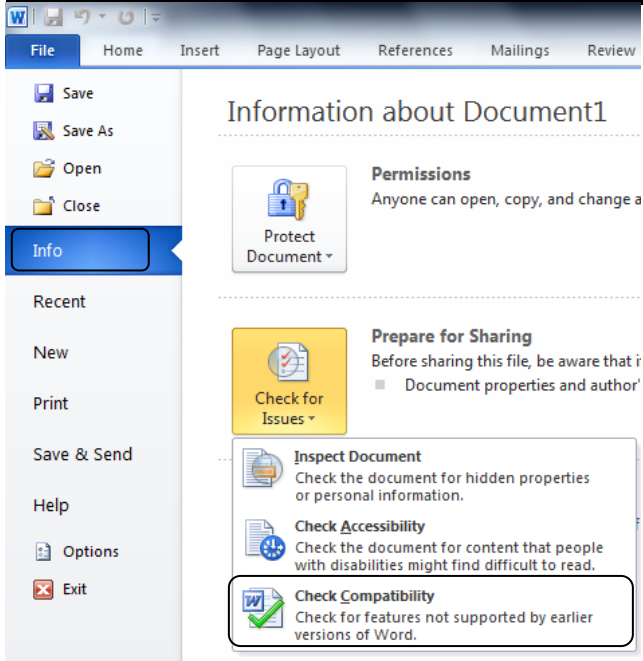 W
File Home Insert Page Layout References Mailings Review
Save
Save As
Open
Close
Info
Recent
New
Print
Save & Send
Help
Options
Exit
Information about Document1
Protect
Document
Permissions
Anyone can open, copy, and change
Check for
Issues
Prepare for Sharing
Before sharing this file, be aware that
Document properties and author'
Inspect Document
Check the document for hidden properties
or personal information.
Check Accessibility
Check the document for content that people
with disabilities might find difficult to read.
Check Compatibility
Check for features not supported by earlier
versions of Word.